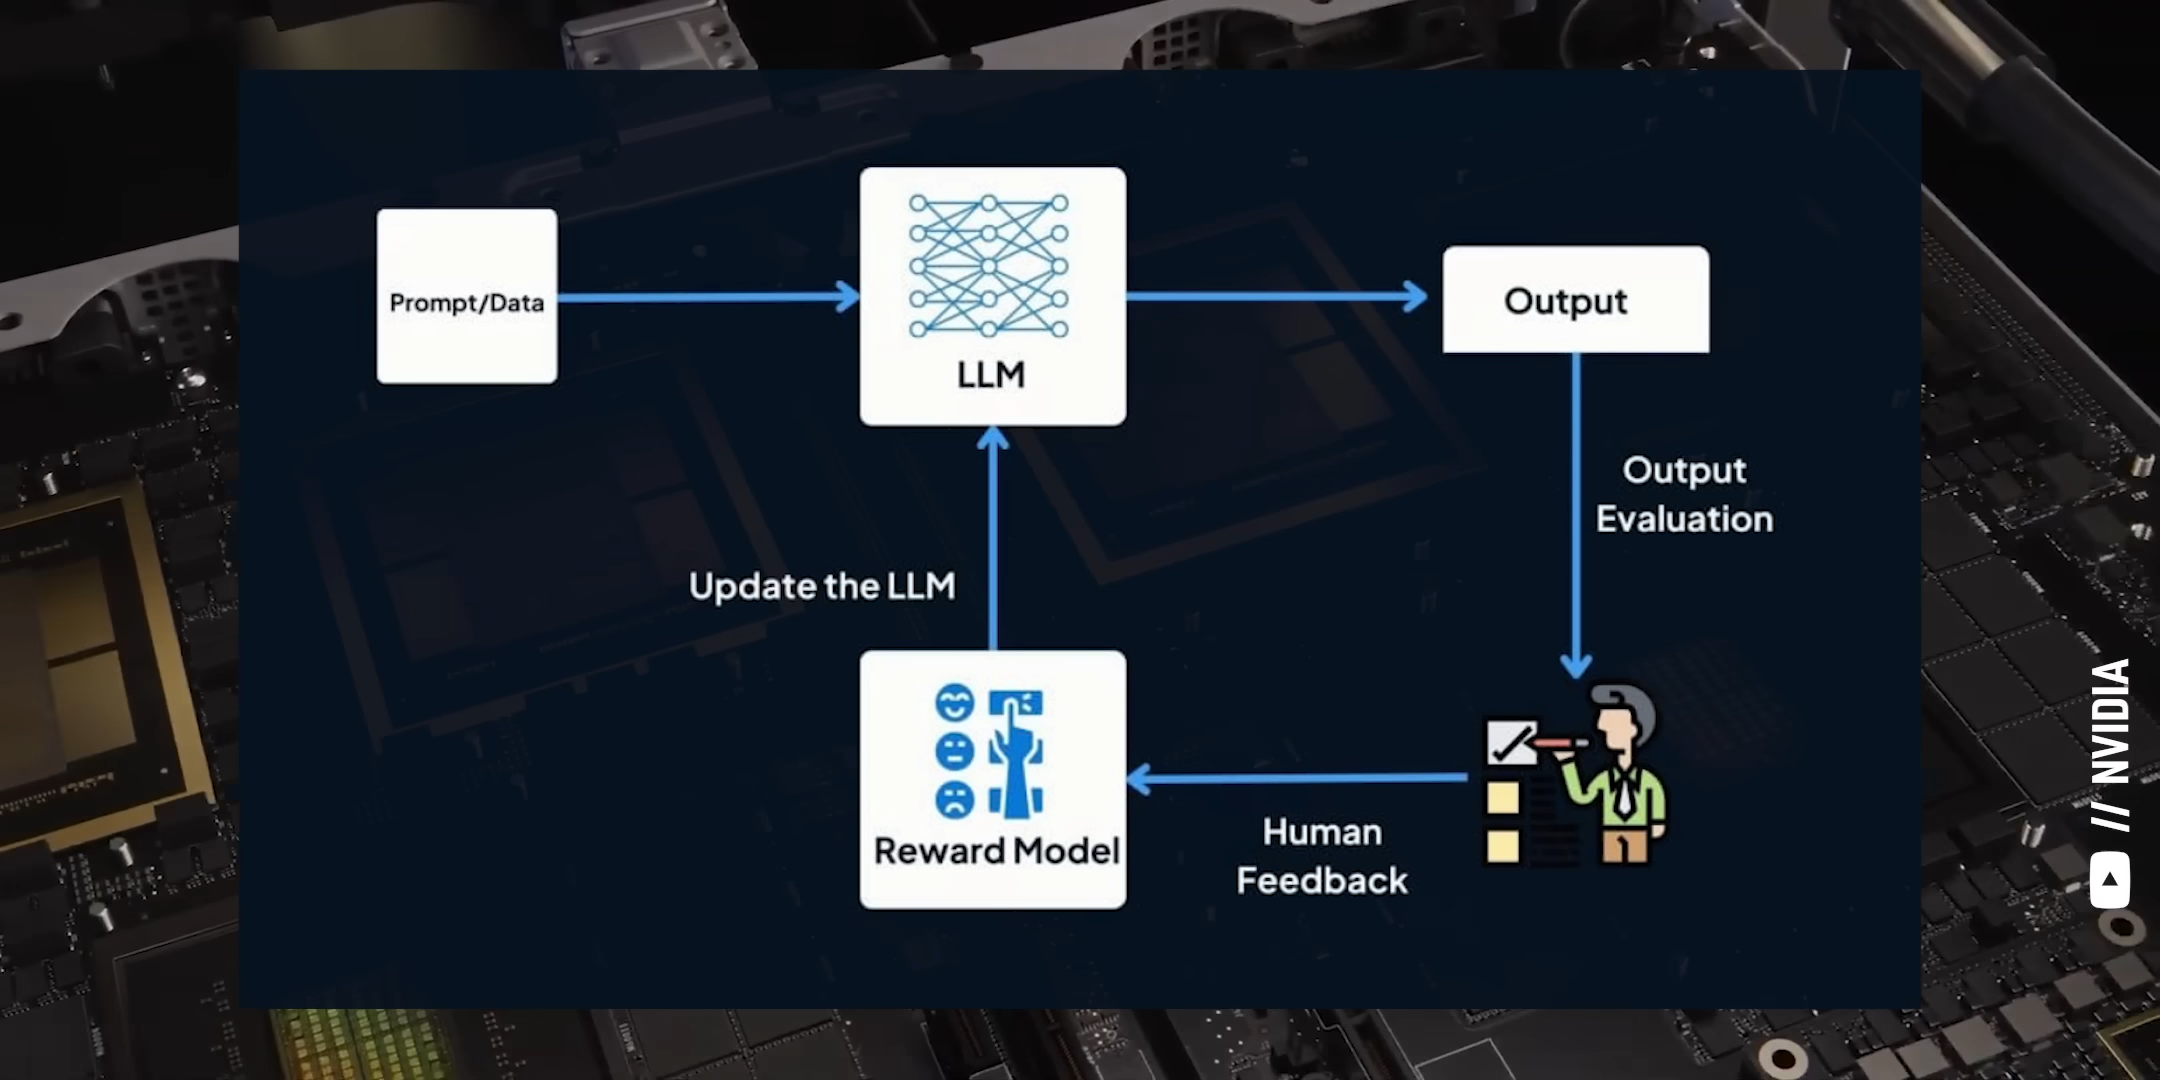 Prompt/Data
LLM
Output
Output
Evaluation
Update the LLM
Reward Model
Human
Feedback
// NVIDIA